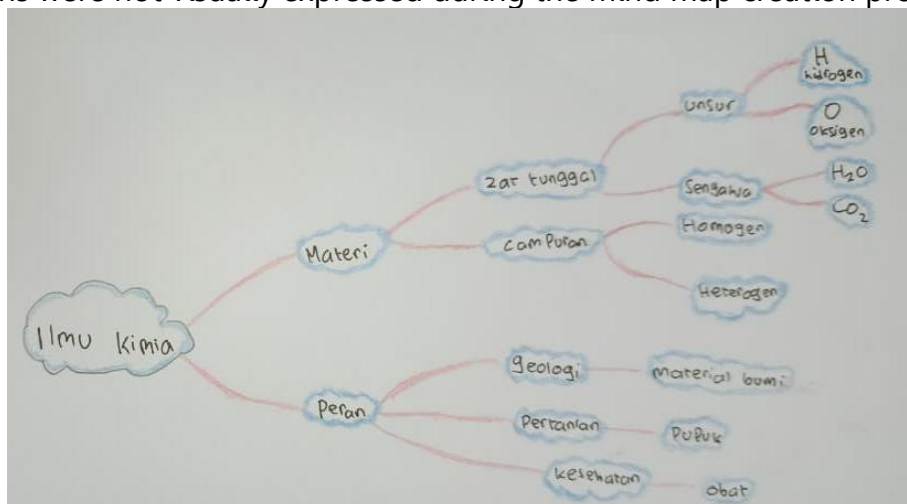 Ilmu Kimia
Materi
zat tunggal
unsur
H
hidrogen
O
oksigen
Senyawa
H₂O
CO₂
Campuran
Homogen
Heterogen
Peran
geologi
material bumi
Pertanian
Pupuk
kesehatan
obat